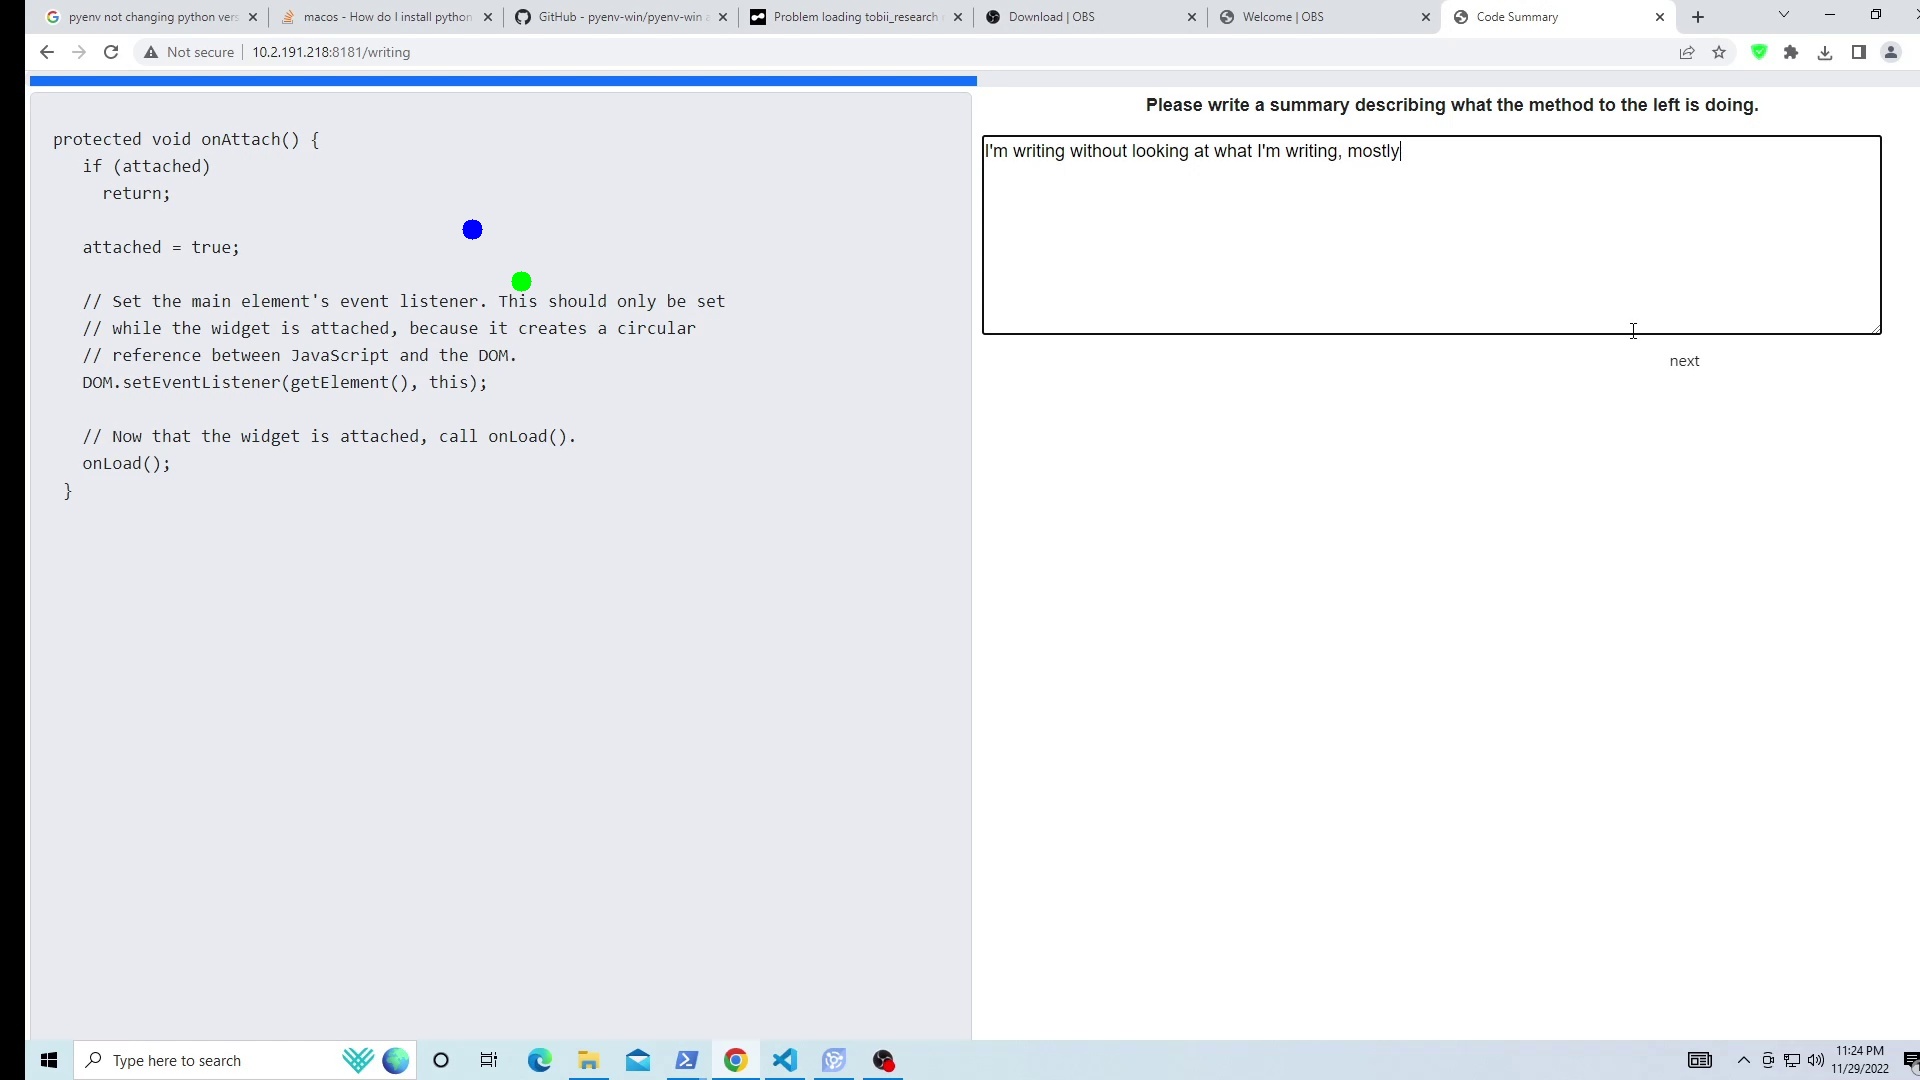 pyenv not changing python vers
macos - How do I install python
GitHub - pyenv-win/pyenv-win a
Problem loading tobii_research
Download | OBS
Welcome | OBS
Code Summary
Not secure
10.2.191.218:8181/writing
protected void onAttach() {
if (attached)
return;
attached = true;
// Set the main element's event listener. This should only be set
// while the widget is attached, because it creates a circular
// reference between JavaScript and the DOM.
DOM.setEventListener(getElement(), this);
// Now that the widget is attached, call onLoad().
onLoad();
}
Please write a summary describing what the method to the left is doing.
I'm writing without looking at what I'm writing, mostly
next
Type here to search
11:24 PM
11/29/2022